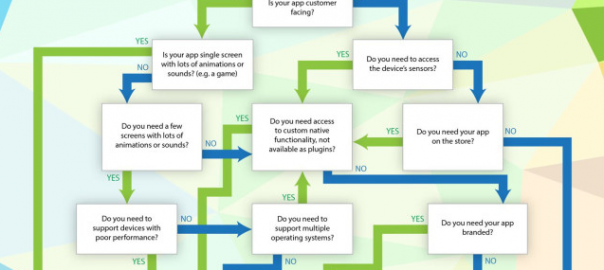 Is your app customer
facing?
YES
NO
Is your app single screen
with lots of animations or
sounds? (e.g. a game)
Do you need to access
the device's sensors?
NO
YES
NO
Do you need a few
screens with lots of
animations or sounds?
YES
Do you need access
to custom native
functionality, not
available as plugins?
YES
Do you need your app
on the store?
NO
NO
YES
NO
YES
Do you need to
support devices with
poor performance?
NO
Do you need to
support multiple
operating systems?
YES
Do you need your app
branded?
YES
NO
NO